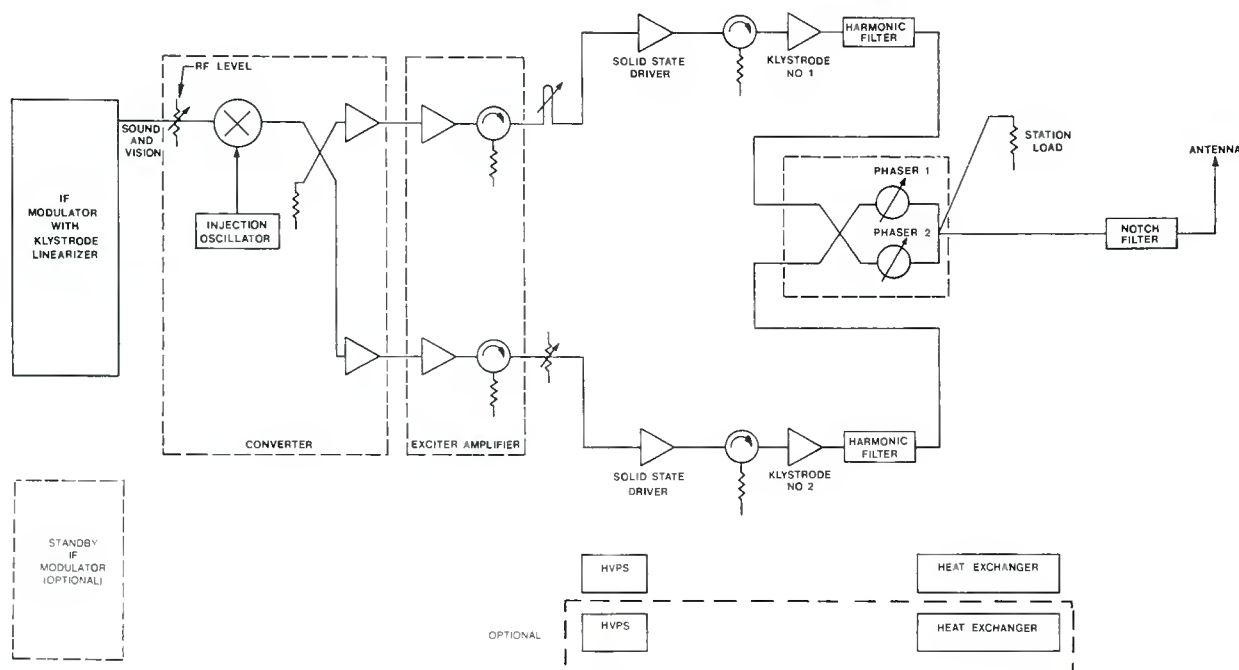 RF LEVEL
SOUND
AND
VISION
IF
MODULATOR
WITH
KLYSTRODE
LINEARIZER
INJECTION
OSCILLATOR
CONVERTER
EXCITER AMPLIFIER
SOLID STATE
DRIVER
KLYSTRODE
NO 1
HARMONIC
FILTER
PHASER 1
PHASER 2
STATION
LOAD
NOTCH
FILTER
ANTENNA
SOLID STATE
DRIVER
KLYSTRODE
NO 2
HARMONIC
FILTER
STANDBY
IF
MODULATOR
(OPTIONAL)
HVPS
HEAT EXCHANGER
OPTIONAL
HVPS
HEAT EXCHANGER